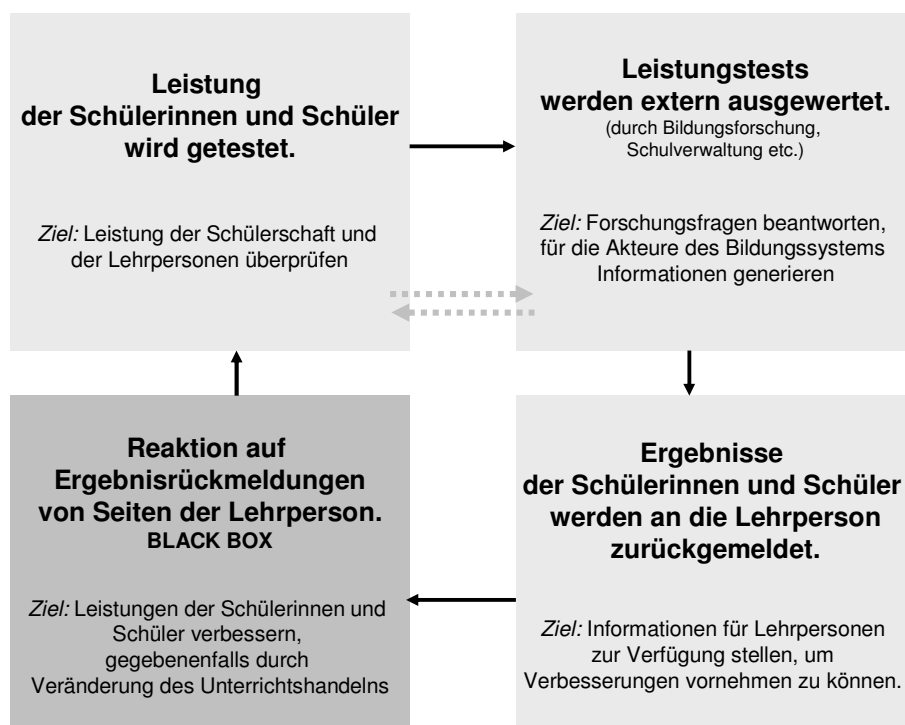 Leistung
der Schülerinnen und Schüler
wird getestet.
Ziel: Leistung der Schülerschaft und
der Lehrpersonen überprüfen
Leistungstests
werden extern ausgewertet.
(durch Bildungsforschung,
Schulverwaltung etc.)
Ziel: Forschungsfragen beantworten,
für die Akteure des Bildungssystems
Informationen generieren
Reaktion auf
Ergebnisrückmeldungen
von Seiten der Lehrperson.
BLACK BOX
Ziel: Leistungen der Schülerinnen und
Schüler verbessern,
gegebenenfalls durch
Veränderung des Unterrichtshandelns
Ergebnisse
der Schülerinnen und Schüler
werden an die Lehrperson
zurückgemeldet.
Ziel: Informationen für Lehrpersonen
zur Verfügung stellen, um
Verbesserungen vornehmen zu können.